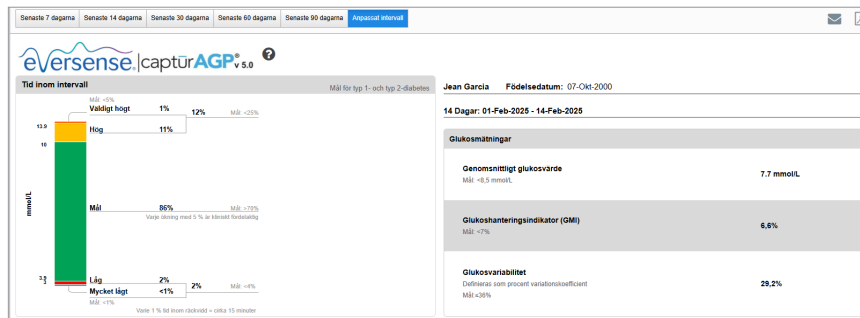 Senaste 7 dagarna Senaste 14 dagarna Senaste 30 dagarna Senaste 60 dagarna Senaste 90 dagarna Anpassat intervall
eversense. | captūrAGP® v 5.0 ?
Tid inom intervall Mål för typ 1- och typ 2-diabetes
Mål: <5%
Väldigt högt 1% 12% Mål: <25%
13.9 Hög 11%
10
mmol/L
Mål 86% Mål: >70%
Varje ökning med 5 % är kliniskt fördelaktig
3.9 Låg 2% 2% Mål: <4%
3 Mycket lågt <1%
Mål: <1%
Varje 1 % tid inom räckvidd = cirka 15 minuter
Jean Garcia Födelsedatum: 07-Okt-2000
14 Dagar: 01-Feb-2025 - 14-Feb-2025
Glukosmätningar
Genomsnittligt glukosvärde 7.7 mmol/L
Mål: <8,5 mmol/L
Glukoshanteringsindikator (GMI) 6,6%
Mål: <7%
Glukosvariabilitet
Definieras som procent variationskoefficient 29,2%
Mål:≤36%